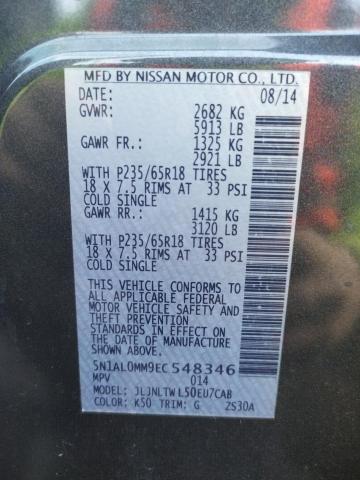 MFD BY NISSAN MOTOR CO., LTD.
DATE: 08/14
GVWR: 2682 KG
5913 LB
GAWR FR.: 1325 KG
2921 LB
WITH P235/65R18 TIRES
18 X 7.5 RIMS AT 33 PSI
COLD SINGLE
GAWR RR: 1415 KG
3120 LB
WITH P235/65R18 TIRES
18 X 7.5 RIMS AT 33 PSI
COLD SINGLE
THIS VEHICLE CONFORMS TO
ALL APPLICABLE FEDERAL
MOTOR VEHICLE SAFETY AND
THEFT PREVENTION
STANDARDS IN EFFECT ON
THE DATE OF MANUFACTURE
SHOWN ABOVE.
5N1AL0MM9EC548346
MPV 014
MODEL: JLJNLTWL50EU7CAB
COLOR: K50 TRIM: G 2S30A